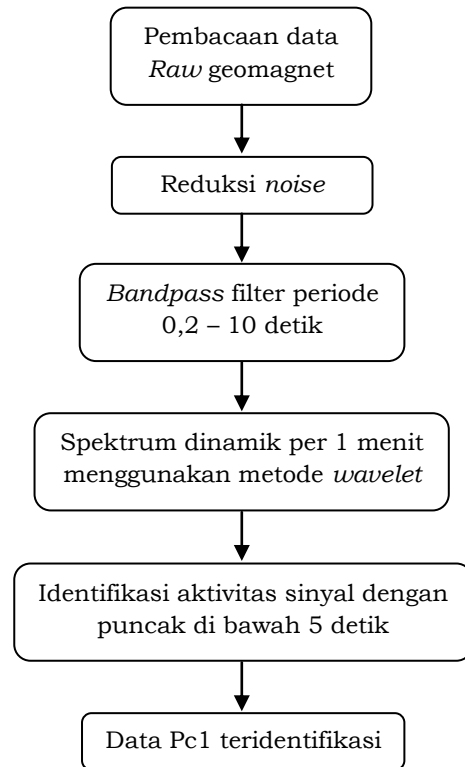 Pembacaan data
Raw geomagnet
Reduksi noise
Bandpass filter periode
0,2 – 10 detik
Spektrum dinamik per 1 menit
menggunakan metode wavelet
Identifikasi aktivitas sinyal dengan
puncak di bawah 5 detik
Data Pc1 teridentifikasi